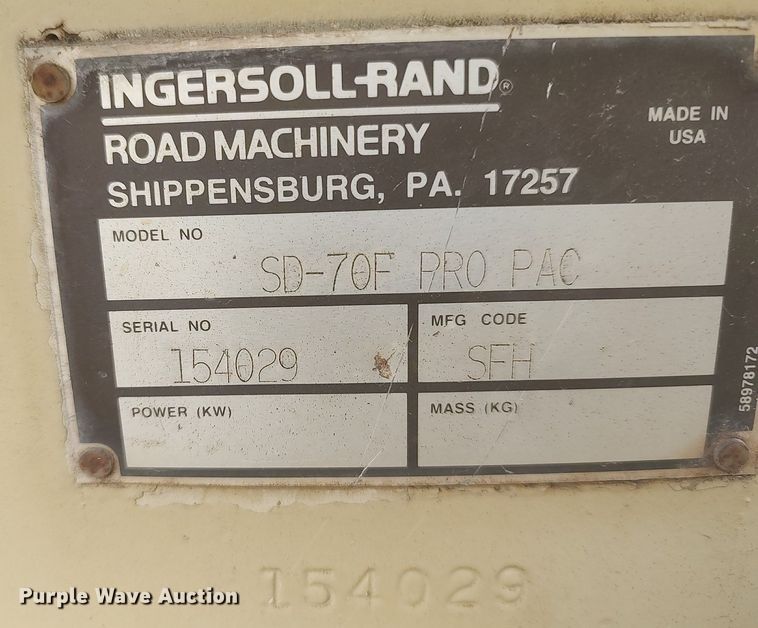 INGERSOLL-RAND®
ROAD MACHINERY
SHIPPENSBURG, PA. 17257
MADE IN
USA
MODEL NO
SD-70F PRO PAC
SERIAL NO
154029
MFG CODE
SFH
POWER (KW)
MASS (KG)
58978172
154029
Purple Wave Auction